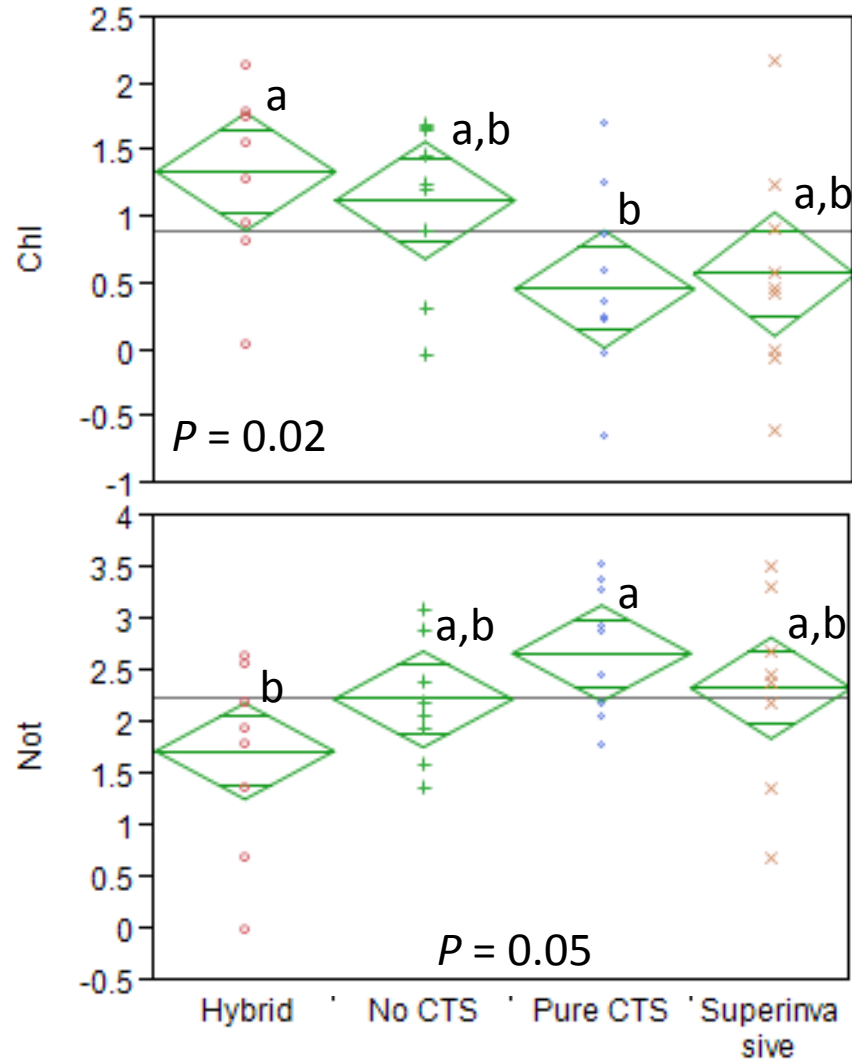 2.5
2
1.5
1
0.5
0
-0.5
-1
Chl
a
a,b
b
a,b
P = 0.02
4
3.5
3
2.5
2
1.5
1
0.5
0
-0.5
Not
b
a,b
a
a,b
P = 0.05
Hybrid
No CTS
Pure CTS
Superinva
sive